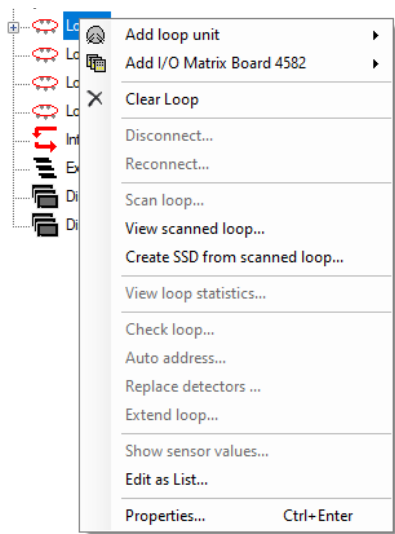 Add loop unit
Add I/O Matrix Board 4582
Clear Loop
Disconnect...
Reconnect...
Scan loop...
View scanned loop...
Create SSD from scanned loop...
View loop statistics...
Check loop...
Auto address...
Replace detectors ...
Extend loop...
Show sensor values...
Edit as List...
Properties... Ctrl+Enter